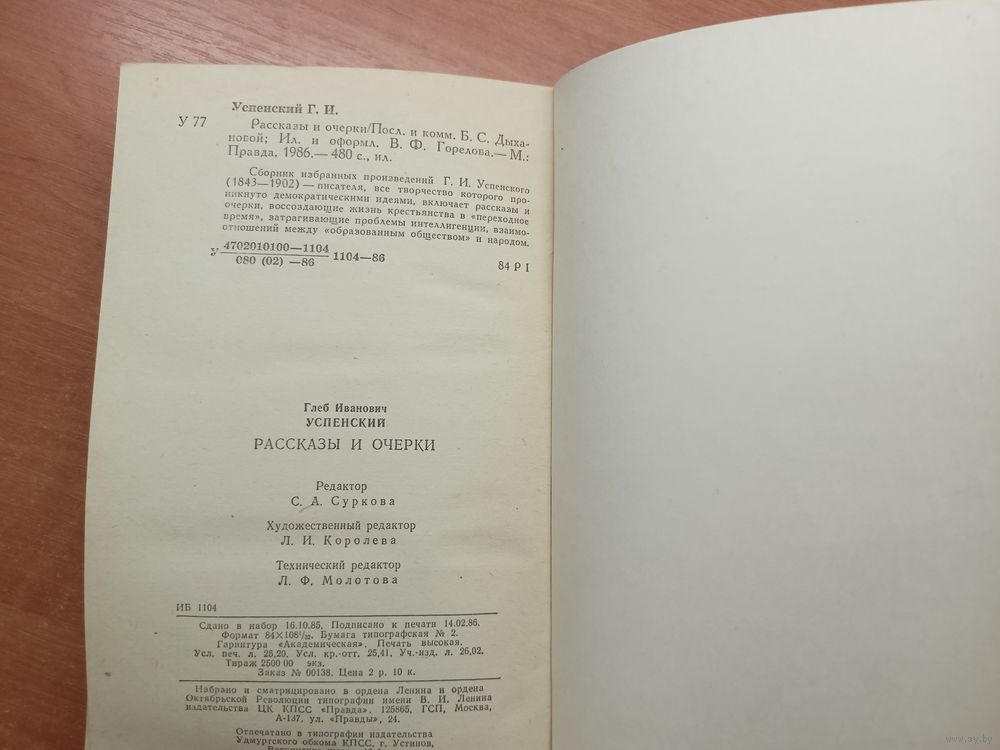 Успенский Г. И.
У 77
Рассказы и очерки/Посл. и комм. Б. С. Дыха-
новой; Ил. и оформл. В. Ф. Горелова.— М.:
Правда, 1986.— 480 с., ил.
Сборник избранных произведений Г. И. Успенского
(1843—1902) — писателя, все творчество которого про-
никнуто демократическими идеями, включает рассказы и
очерки, воссоздающие жизнь крестьянства в «переходное
время», затрагивающие проблемы интеллигенции, взаимо-
отношений между «образованным обществом» и народом.
У 4702010100—1104
080 (02) —86
1104—86
84 Р I
Глеб Иванович
УСПЕНСКИЙ
РАССКАЗЫ И ОЧЕРКИ
Редактор
С. А. Суркова
Художественный редактор
Л. И. Королева
Технический редактор
Л. Ф. Молотова
ИБ 1104
Сдано в набор 16.10.85. Подписано к печати 14.02.86.
Формат 84×108¹/₃₂. Бумага типографская № 2.
Гарнитура «Академическая». Печать высокая.
Усл. печ. л. 25,20. Усл. кр.-отт. 25,41. Уч.-изд. л. 26,02.
Тираж 2500 00 экз.
Заказ № 00138. Цена 2 р. 10 к.
Набрано и сматрицировано в ордена Ленина и ордена
Октябрьской Революции типографии имени В. И. Ленина
издательства ЦК КПСС «Правда», 125865, ГСП, Москва,
А-137, ул. «Правды», 24.
Отпечатано в типографии издательства
Удмуртского обкома КПСС, г. Устинов,
www.ay.by